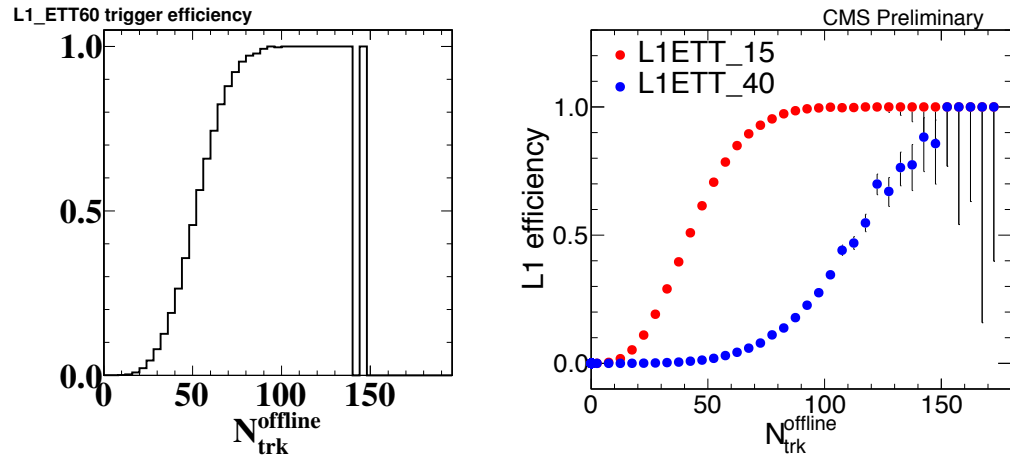 L1_ETT60 trigger efficiency
1.0
0.5
0.0
0 50 100 150
N_trk^offline
CMS Preliminary
L1ETT_15
L1ETT_40
L1 efficiency
1.0
0.5
0.0
0 50 100 150
N_trk^offline